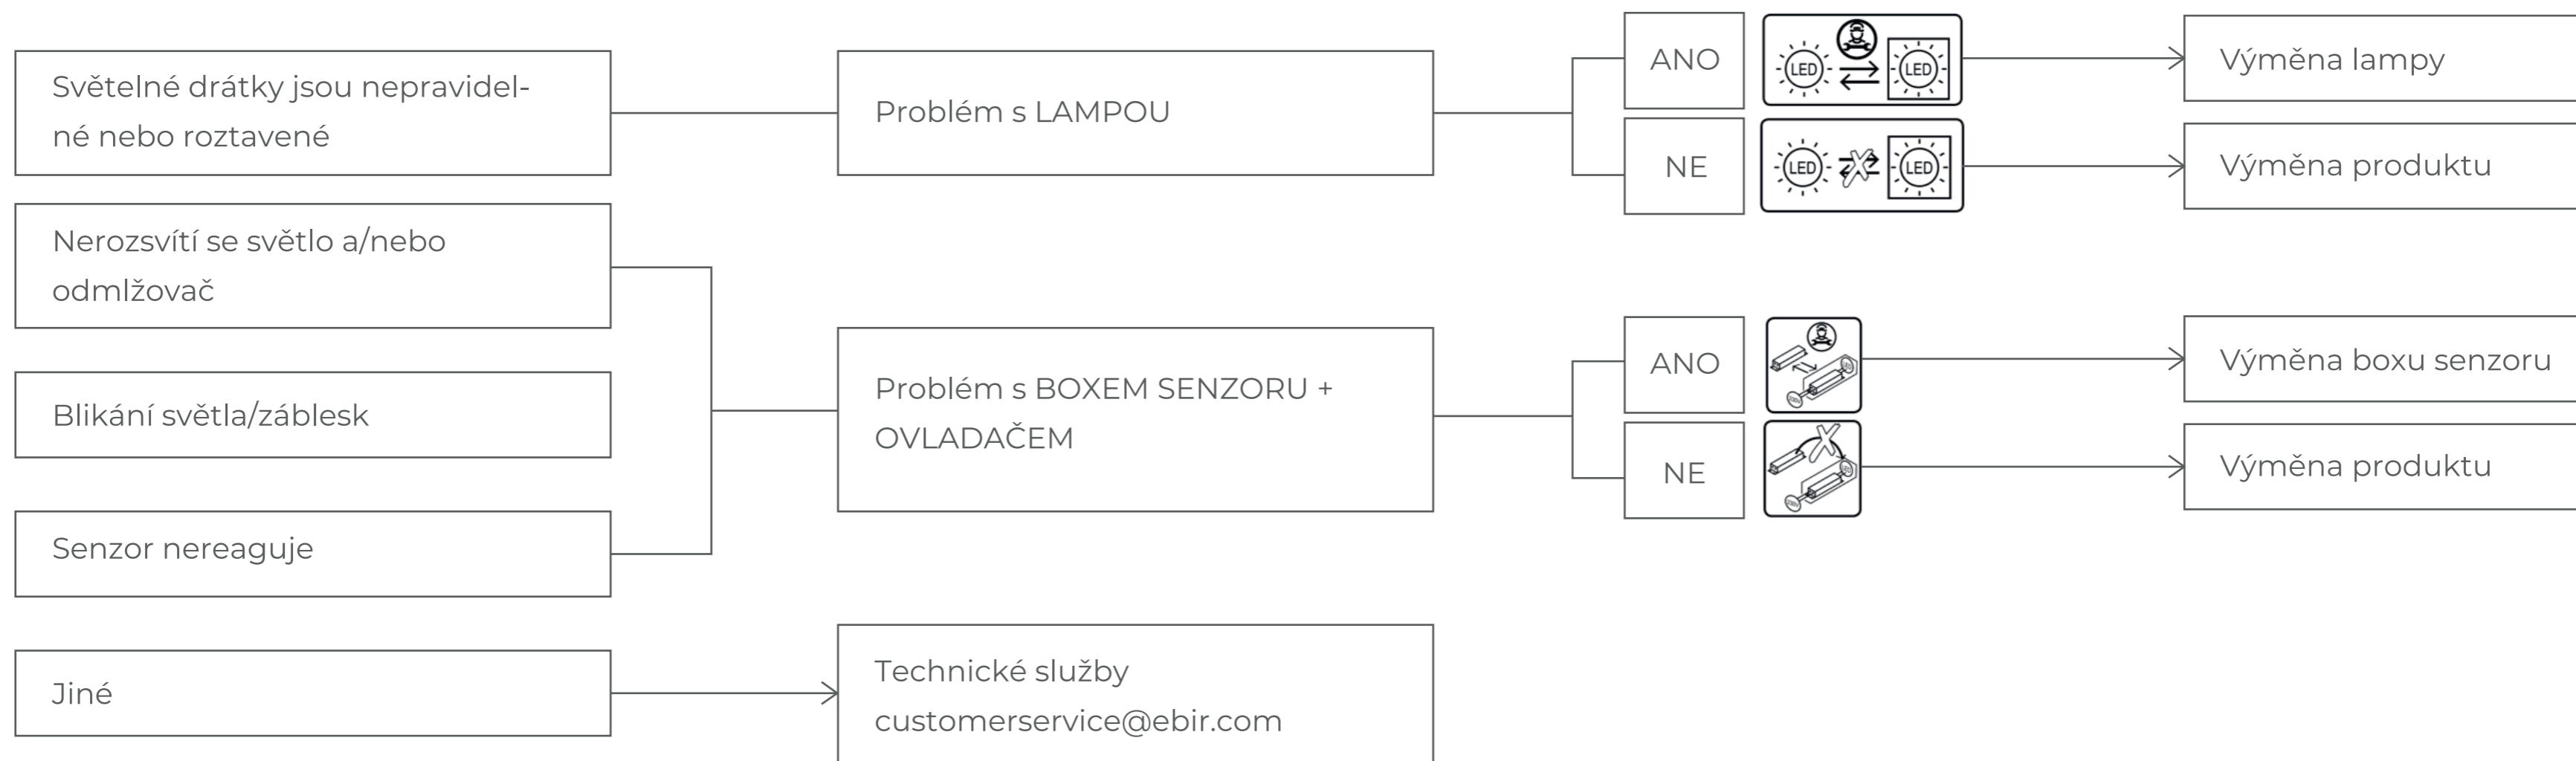 Světelné drátky jsou nepravidel-
né nebo roztavené
Problém s LAMPOU
ANO
LED
LED
Výměna lampy
NE
LED
LED
Výměna produktu
Nerozsvítí se světlo a/nebo
odmlžovač
Blikání světla/záblesk
Senzor nereaguje
Problém s BOXEM SENZORU +
OVLADAČEM
ANO
Výměna boxu senzoru
NE
Výměna produktu
Jiné
Technické služby
customerservice@ebir.com